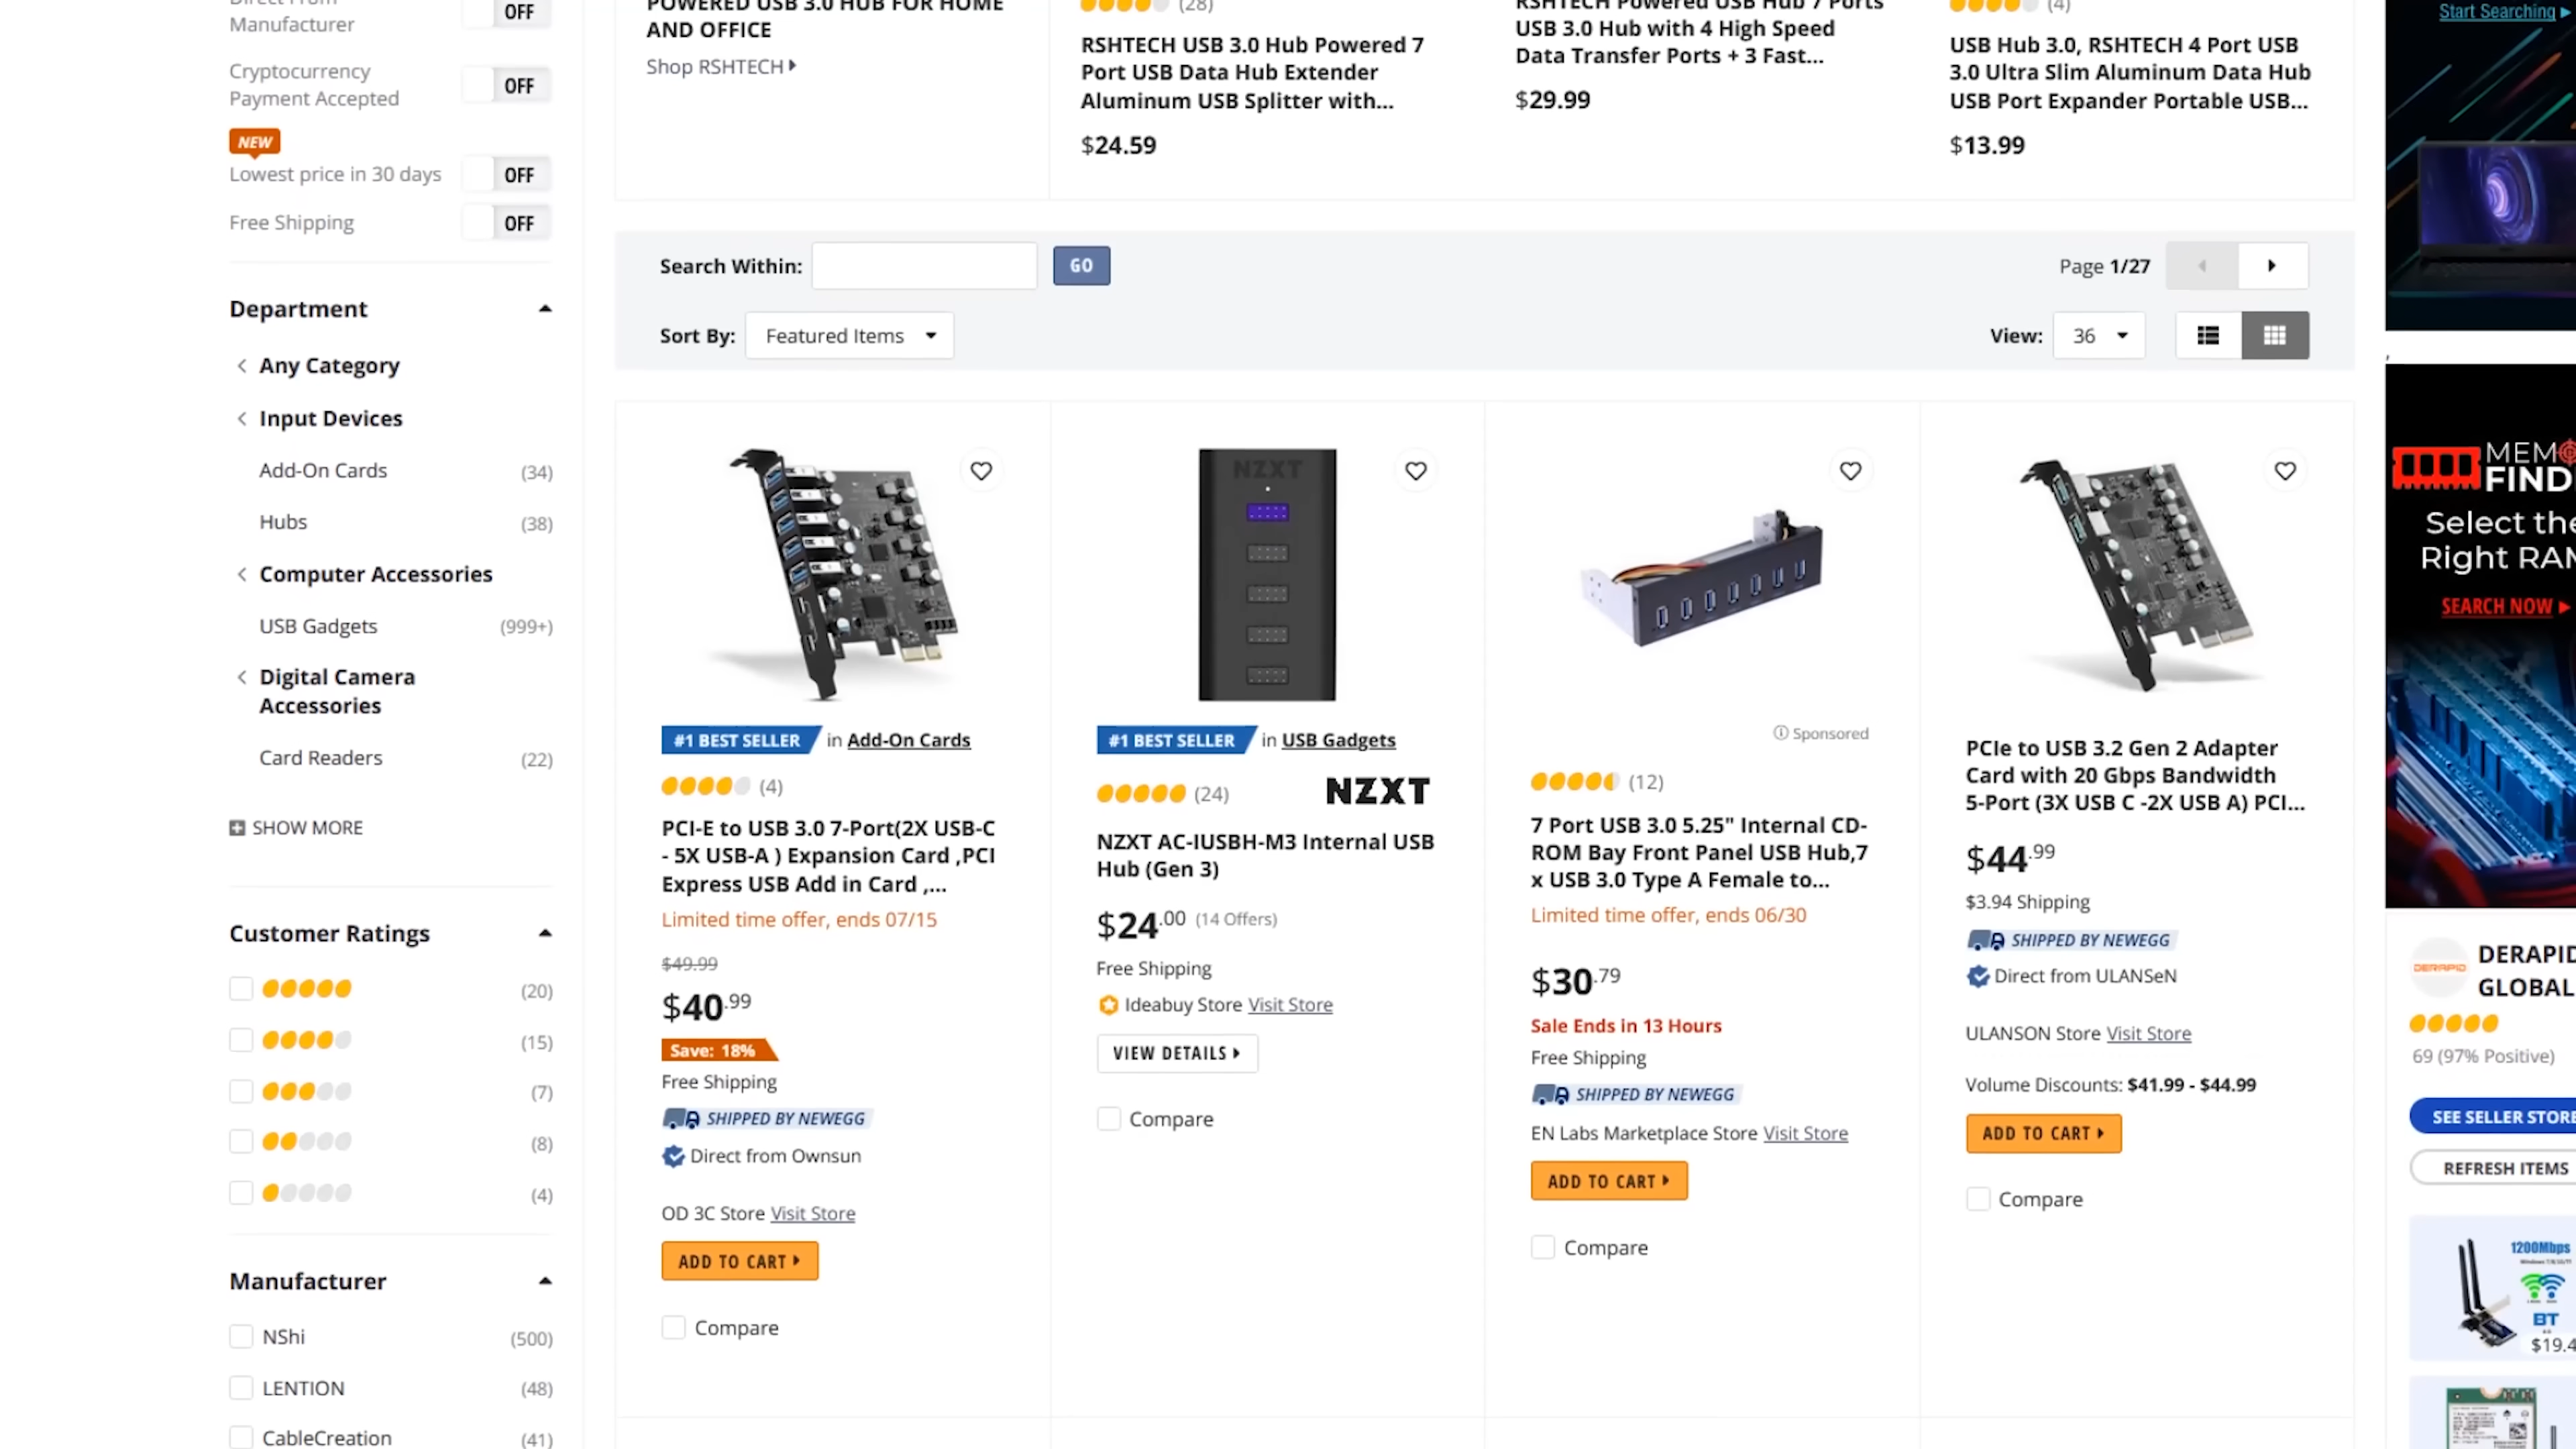 Direct From
Manufacturer
OFF
Cryptocurrency
Payment Accepted
OFF
NEW
Lowest price in 30 days
OFF
Free Shipping
OFF
Department
Any Category
Input Devices
Add-On Cards
(34)
Hubs
(38)
Computer Accessories
USB Gadgets
(999+)
Digital Camera
Accessories
Card Readers
(22)
SHOW MORE
Customer Ratings
(20)
(15)
(7)
(8)
(4)
Manufacturer
NShi
(500)
LENTION
(48)
CableCreation
(41)
POWERED USB 3.0 HUB FOR HOME
AND OFFICE
Shop RSHTECH
(28)
RSHTECH USB 3.0 Hub Powered 7
Port USB Data Hub Extender
Aluminum USB Splitter with...
$24.59
RSHTECH Powered USB Hub 7 Ports
USB 3.0 Hub with 4 High Speed
Data Transfer Ports + 3 Fast...
$29.99
(4)
USB Hub 3.0, RSHTECH 4 Port USB
3.0 Ultra Slim Aluminum Data Hub
USB Port Expander Portable USB...
$13.99
Search Within:
GO
Page 1/27
Sort By:
Featured Items
View:
36
#1 BEST SELLER in Add-On Cards
(4)
PCI-E to USB 3.0 7-Port(2X USB-C
- 5X USB-A ) Expansion Card ,PCI
Express USB Add in Card ,...
Limited time offer, ends 07/15
$49.99
$40.99
Save: 18%
Free Shipping
SHIPPED BY NEWEGG
Direct from Ownsun
OD 3C Store Visit Store
ADD TO CART
Compare
NZXT
#1 BEST SELLER in USB Gadgets
(24)
NZXT
NZXT AC-IUSBH-M3 Internal USB
Hub (Gen 3)
$24.00 (14 Offers)
Free Shipping
Ideabuy Store Visit Store
VIEW DETAILS
Compare
Sponsored
(12)
7 Port USB 3.0 5.25" Internal CD-
ROM Bay Front Panel USB Hub,7
x USB 3.0 Type A Female to...
Limited time offer, ends 06/30
$30.79
Sale Ends in 13 Hours
Free Shipping
SHIPPED BY NEWEGG
EN Labs Marketplace Store Visit Store
ADD TO CART
Compare
PCIe to USB 3.2 Gen 2 Adapter
Card with 20 Gbps Bandwidth
5-Port (3X USB C -2X USB A) PCI...
$44.99
$3.94 Shipping
SHIPPED BY NEWEGG
Direct from ULANSeN
ULANSON Store Visit Store
Volume Discounts: $41.99 - $44.99
ADD TO CART
Compare
Start Searching
MEMO
FIND
Select the
Right RAM
SEARCH NOW
DERAPID
DERAPID
GLOBAL
69 (97% Positive)
SEE SELLER STORE
REFRESH ITEMS
1200Mbps
BT
$19.4